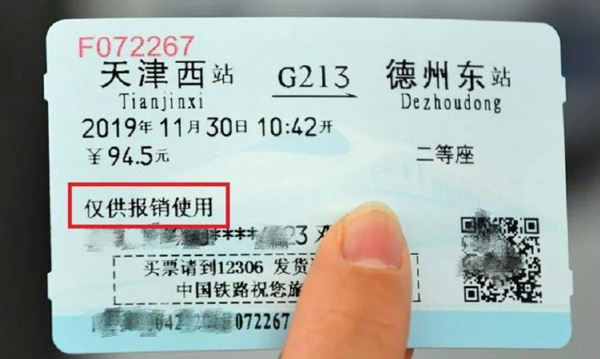 F072267
天津西站 G213 德州东站
Tianjinxi Dezhoudong
2019年11月30日10:42开
￥94.5元 二等座
仅供报销使用
****
买票请到12306 发货
中国铁路祝您旅
072267